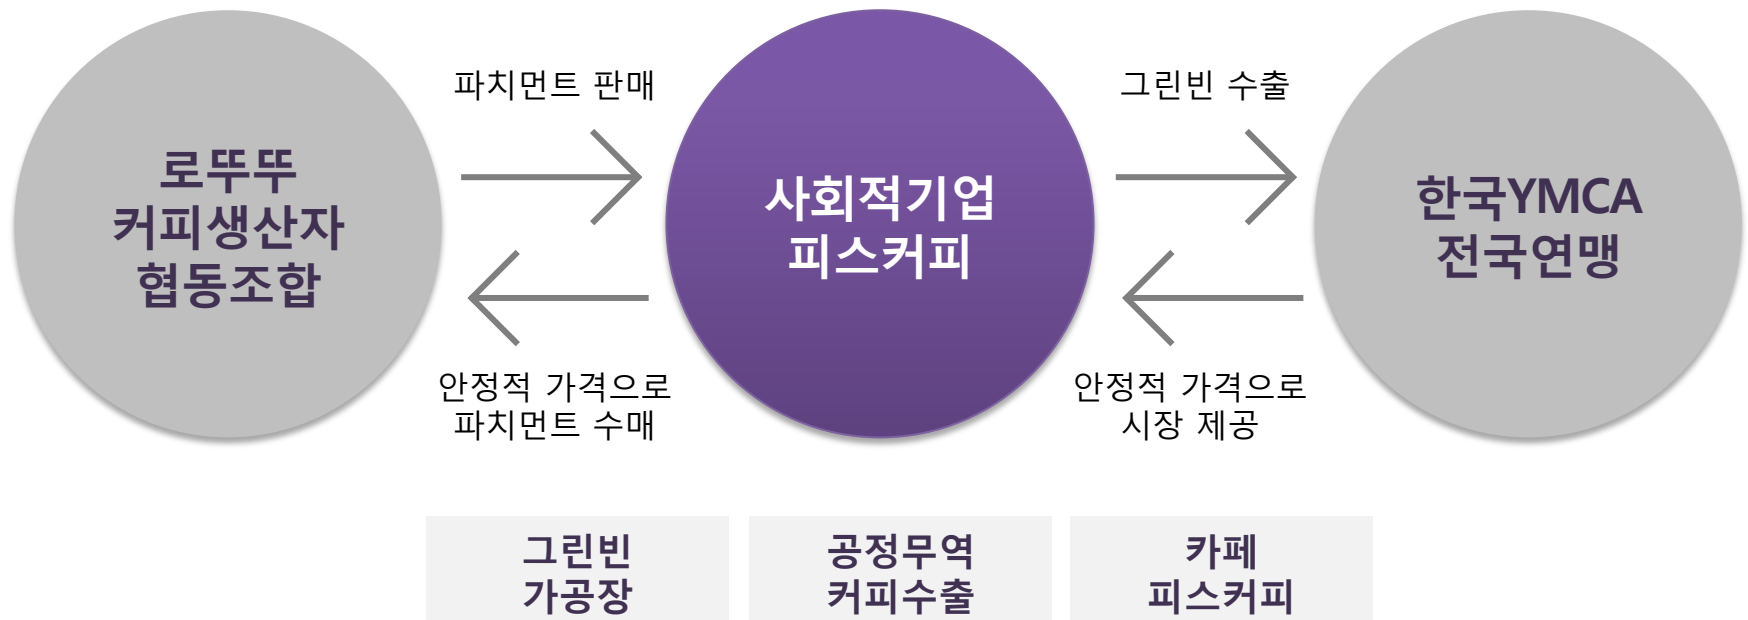 로뚜뚜
커피생산자
협동조합
파치먼트 판매
안정적 가격으로
파치먼트 수매
사회적기업
피스커피
그린빈 수출
안정적 가격으로
시장 제공
한국YMCA
전국연맹
그린빈
가공장
공정무역
커피수출
카페
피스커피